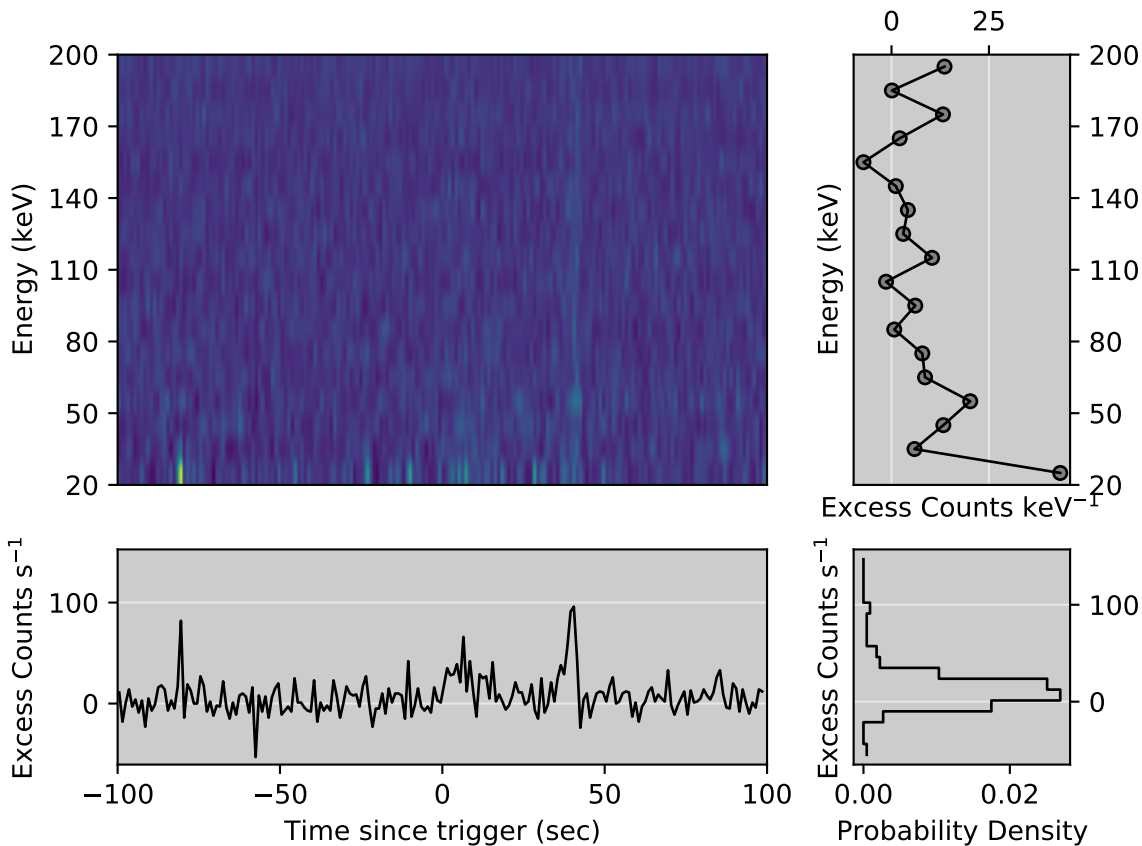 0 25
200
170
140
110
80
50
20
Energy (keV)
200
170
140
110
80
50
20
Energy (keV)
Excess Counts keV⁻¹
100
0
Excess Counts s⁻¹
−100 −50 0 50 100
Time since trigger (sec)
100
0
Excess Counts s⁻¹
0.00 0.02
Probability Density